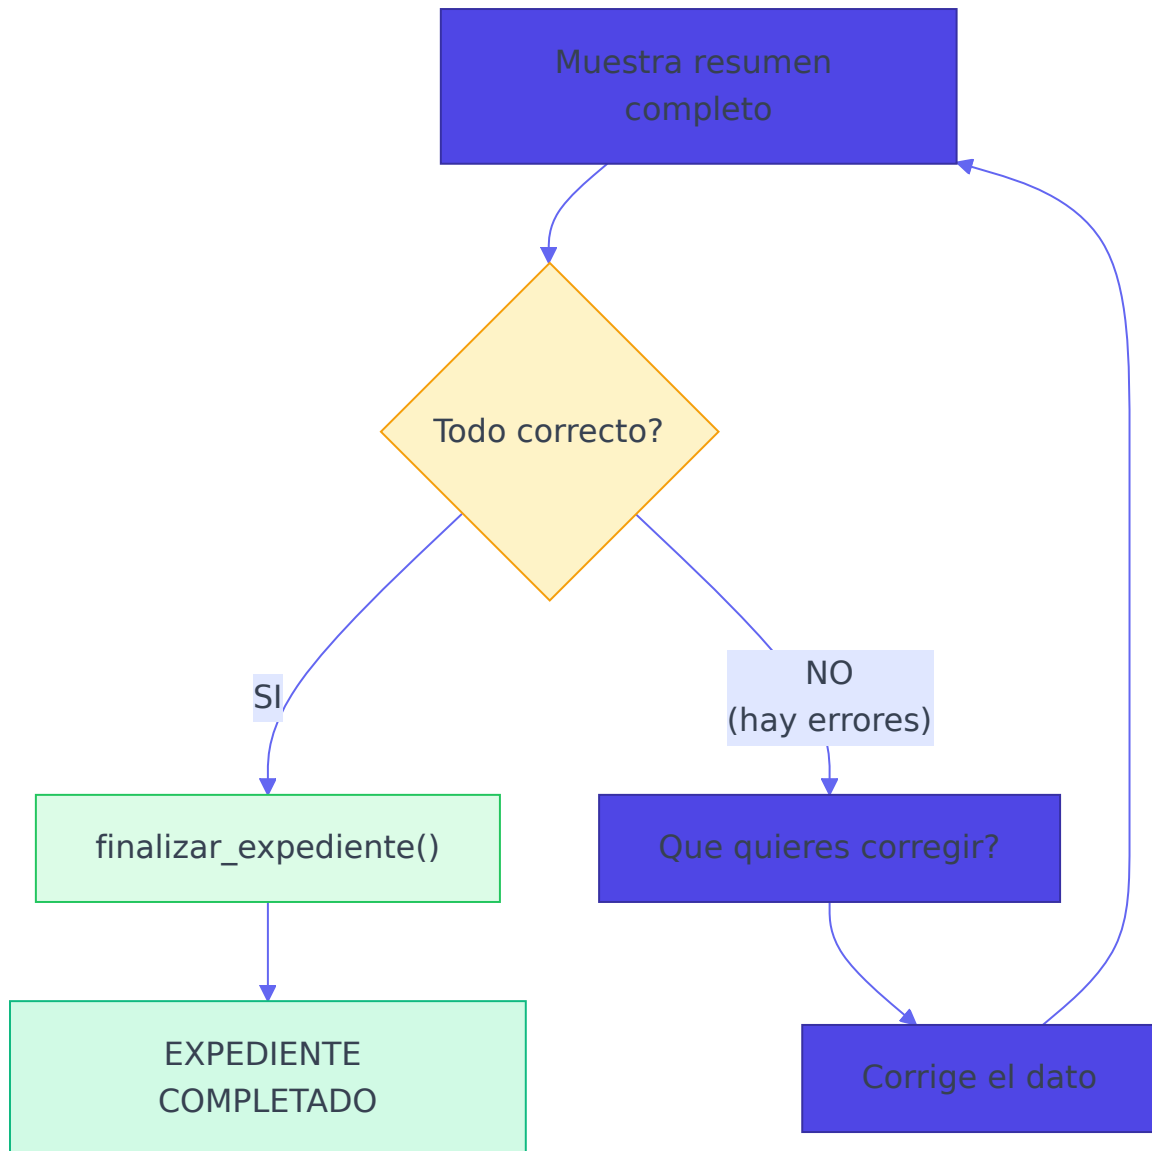 Muestra resumen
completo
Todo correcto?
SI
NO
(hay errores)
finalizar_expediente()
Que quieres corregir?
EXPEDIENTE
COMPLETADO
Corrige el dato